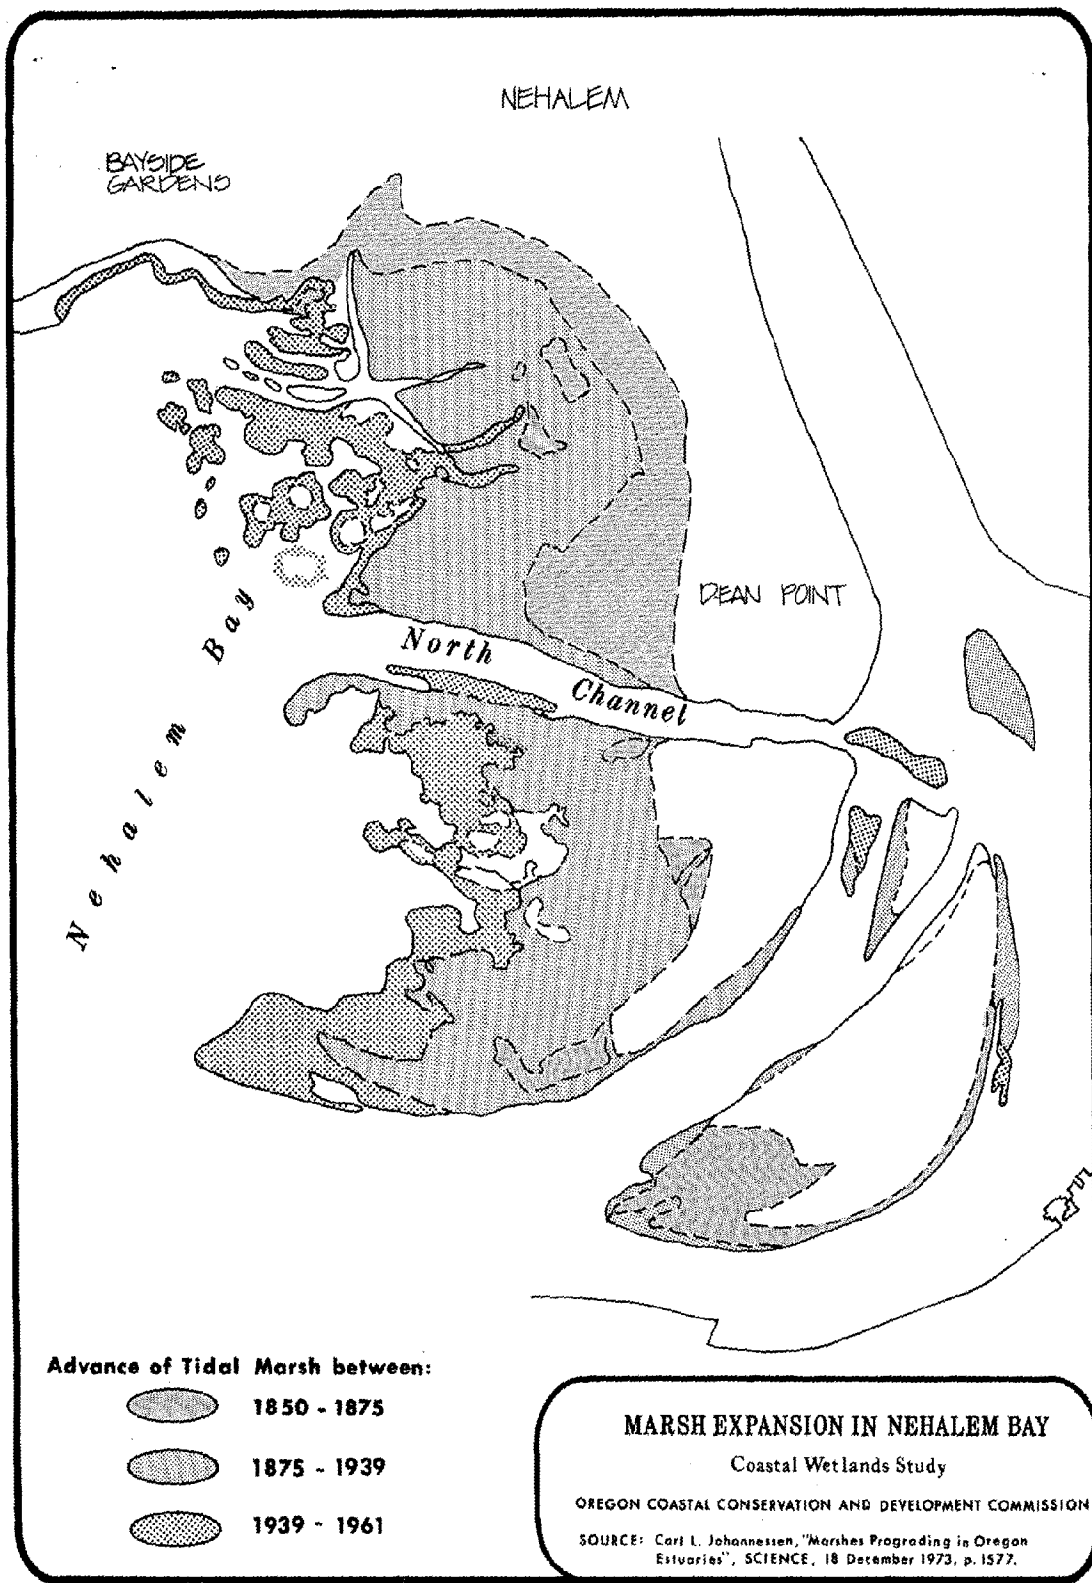 NEHALEM
BAYSIDE
GARDENS
DEAN POINT
North
Channel
Nehalem Bay
Advance of Tidal Marsh between:
1850 - 1875
1875 - 1939
1939 - 1961
MARSH EXPANSION IN NEHALEM BAY
Coastal Wetlands Study
OREGON COASTAL CONSERVATION AND DEVELOPMENT COMMISSION
SOURCE: Carl L. Johannessen, "Marshes Prograding in Oregon
Estuaries", SCIENCE, 18 December 1973, p. 1577.